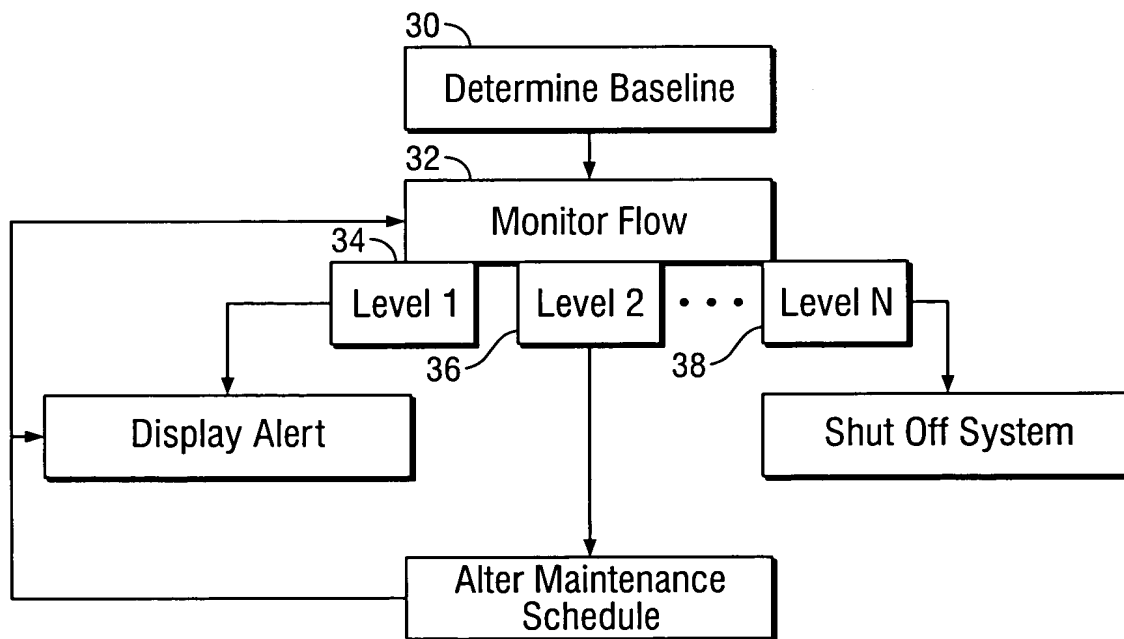 30
Determine Baseline
32
Monitor Flow
34
Level 1
Level 2
• • •
Level N
36
38
Display Alert
Shut Off System
Alter Maintenance
Schedule